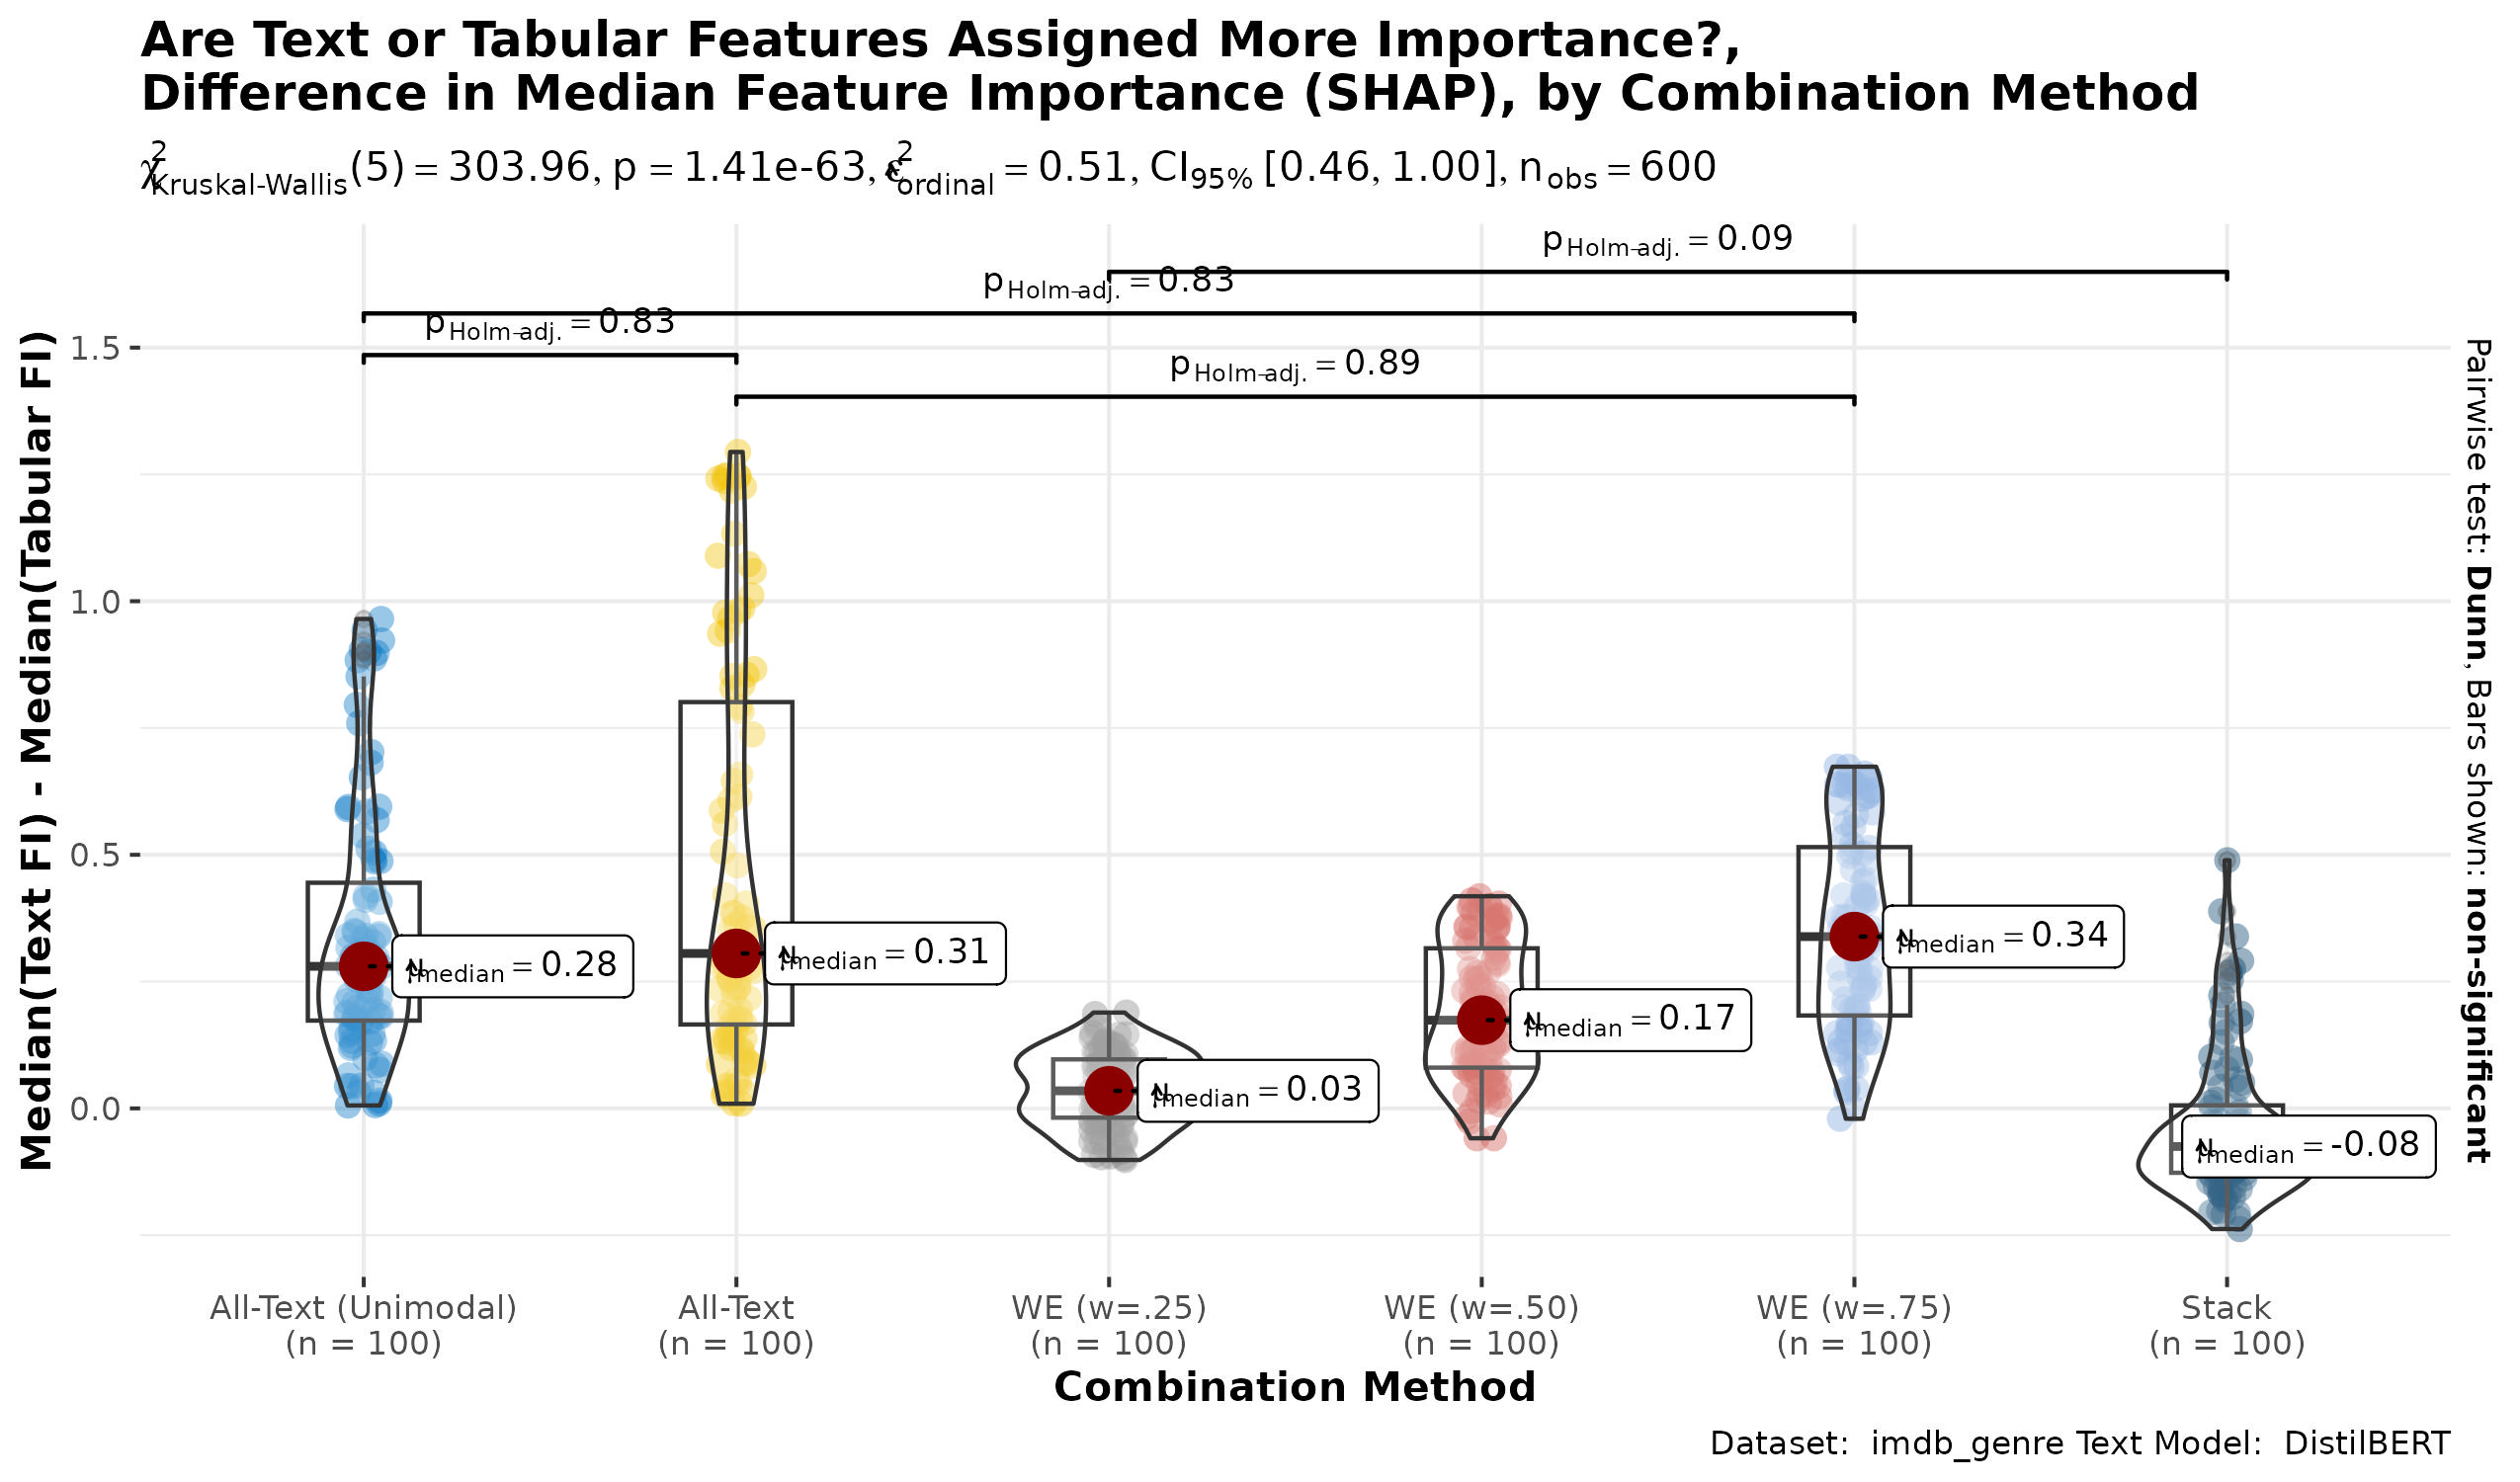 Are Text or Tabular Features Assigned More Importance?,
Difference in Median Feature Importance (SHAP), by Combination Method
χ²Kruskal-Wallis(5) = 303.96, p = 1.41e-63, ε²ordinal = 0.51, CI95% [0.46, 1.00], nobs = 600
pHolm-adj. = 0.09
pHolm-adj. = 0.83
pHolm-adj. = 0.83
pHolm-adj. = 0.89
Median(Text FI) - Median(Tabular FI)
1.5
1.0
0.5
0.0
μ̂median = 0.28
μ̂median = 0.31
μ̂median = 0.03
μ̂median = 0.17
μ̂median = 0.34
μ̂median = -0.08
Pairwise test: Dunn, Bars shown: non-significant
All-Text (Unimodal)
(n = 100)
All-Text
(n = 100)
WE (w=.25)
(n = 100)
WE (w=.50)
(n = 100)
WE (w=.75)
(n = 100)
Stack
(n = 100)
Combination Method
Dataset:  imdb_genre Text Model:  DistilBERT